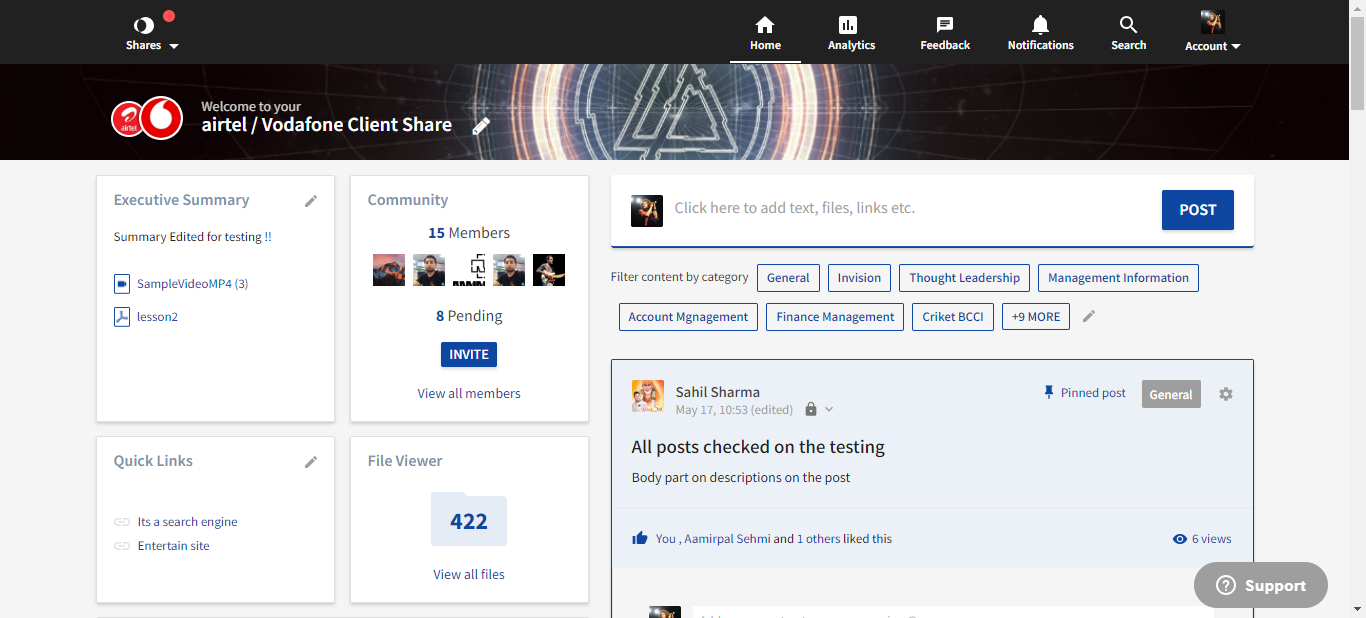 Shares
Home
Analytics
Feedback
Notifications
Search
Account
airtel
Welcome to your
airtel / Vodafone Client Share
Executive Summary
Summary Edited for testing !!
SampleVideoMP4 (3)
lesson2
Community
15 Members
8 Pending
INVITE
View all members
Quick Links
Its a search engine
Entertain site
File Viewer
422
View all files
Click here to add text, files, links etc.
POST
Filter content by category
General
Invision
Thought Leadership
Management Information
Account Mgnagement
Finance Management
Criket BCCI
+9 MORE
Sahil Sharma
May 17, 10:53 (edited)
Pinned post
General
All posts checked on the testing
Body part on descriptions on the post
You , Aamirpal Sehmi and 1 others liked this
6 views
Support